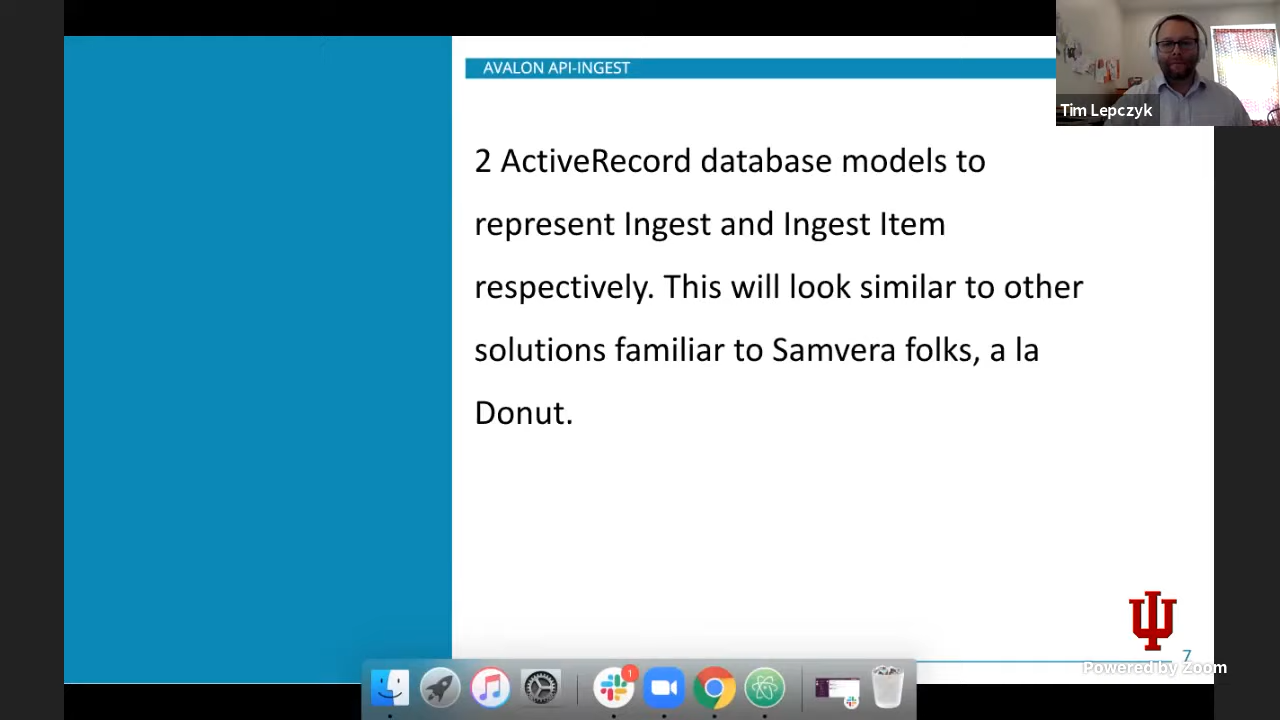 AVALON API-INGEST
Tim Lepczyk
2 ActiveRecord database models to
represent Ingest and Ingest Item
respectively. This will look similar to other
solutions familiar to Samvera folks, a la
Donut.
7
Powered by Zoom
1